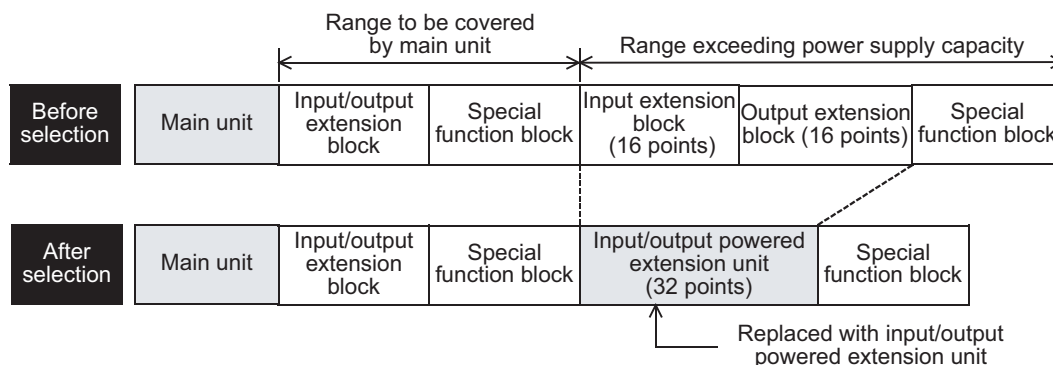 Range to be covered
by main unit
Range exceeding power supply capacity
Before
selection
Main unit
Input/output
extension
block
Special
function block
Input extension
block
(16 points)
Output extension
block (16 points)
Special
function block
After
selection
Main unit
Input/output
extension
block
Special
function block
Input/output powered
extension unit
(32 points)
Special
function block
Replaced with input/output
powered extension unit